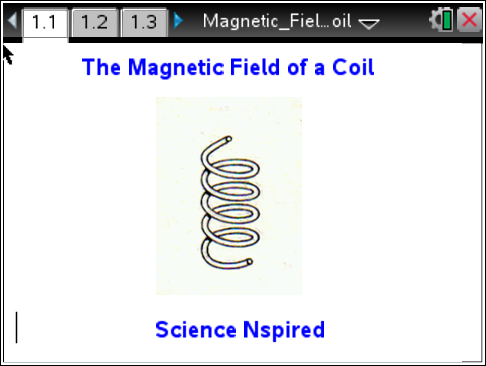 1.1 1.2 1.3 Magnetic_Fiel...oil
The Magnetic Field of a Coil
Science Nspired